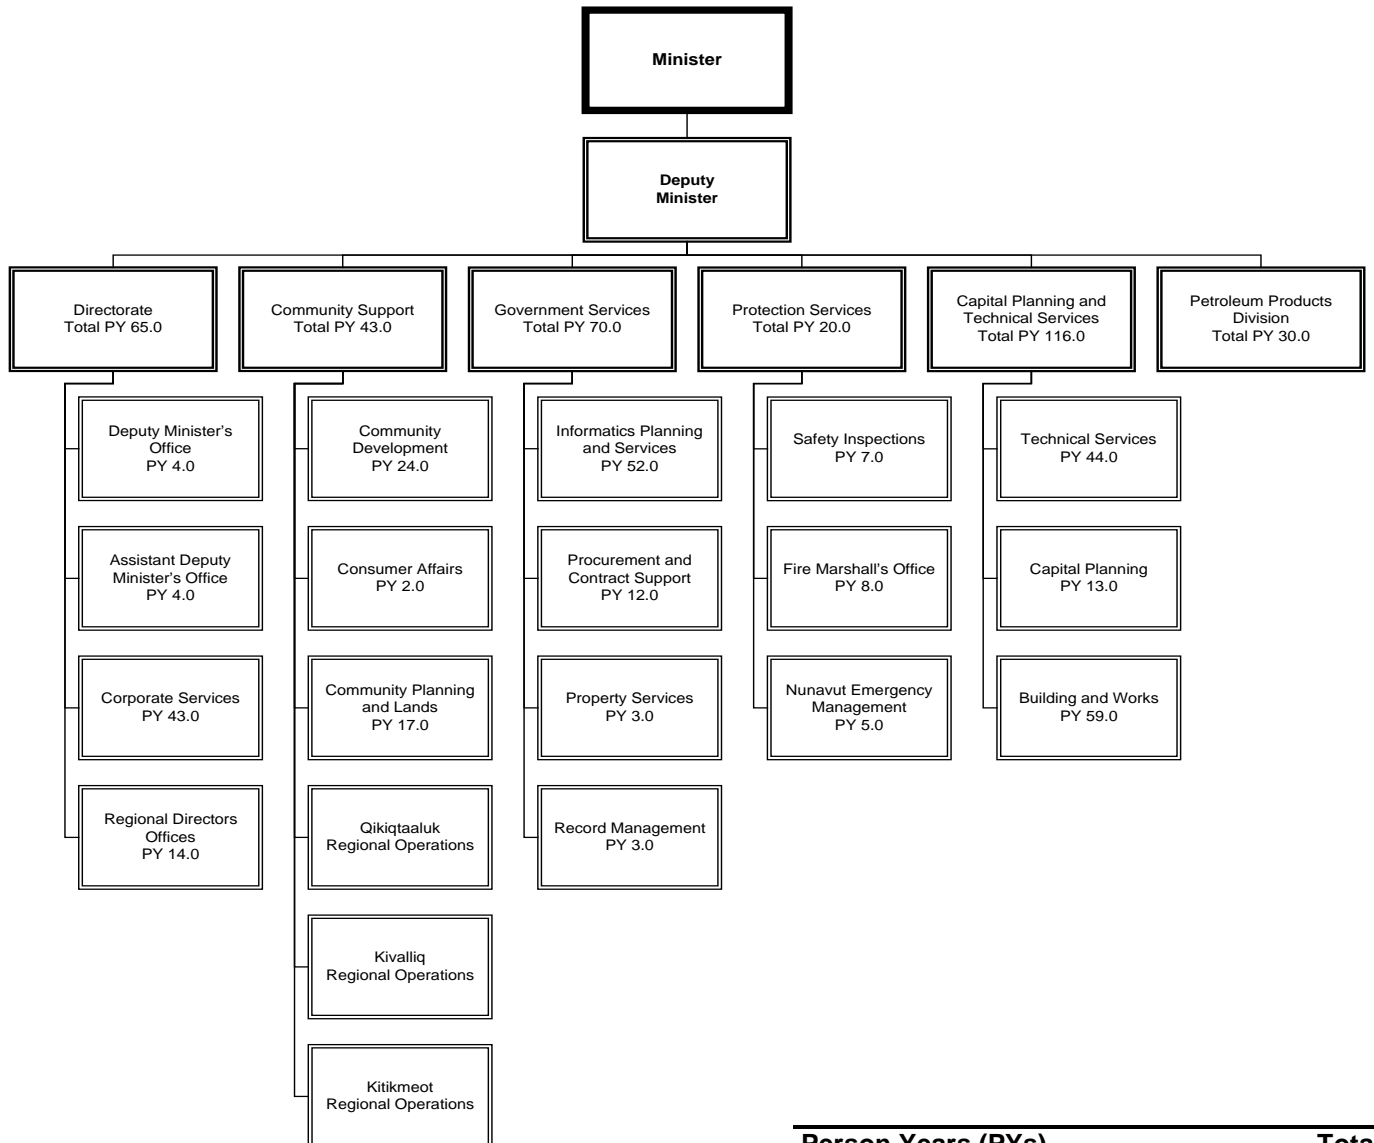 Minister
Deputy
Minister
Directorate
Total PY 65.0
Community Support
Total PY 43.0
Government Services
Total PY 70.0
Protection Services
Total PY 20.0
Capital Planning and
Technical Services
Total PY 116.0
Petroleum Products
Division
Total PY 30.0
Deputy Minister's
Office
PY 4.0
Community
Development
PY 24.0
Informatics Planning
and Services
PY 52.0
Safety Inspections
PY 7.0
Technical Services
PY 44.0
Assistant Deputy
Minister's Office
PY 4.0
Consumer Affairs
PY 2.0
Procurement and
Contract Support
PY 12.0
Fire Marshall's Office
PY 8.0
Capital Planning
PY 13.0
Corporate Services
PY 43.0
Community Planning
and Lands
PY 17.0
Property Services
PY 3.0
Nunavut Emergency
Management
PY 5.0
Building and Works
PY 59.0
Regional Directors
Offices
PY 14.0
Qikiqtaaluk
Regional Operations
Record Management
PY 3.0
Kivalliq
Regional Operations
Kitikmeot
Regional Operations
Person Years (PYs)